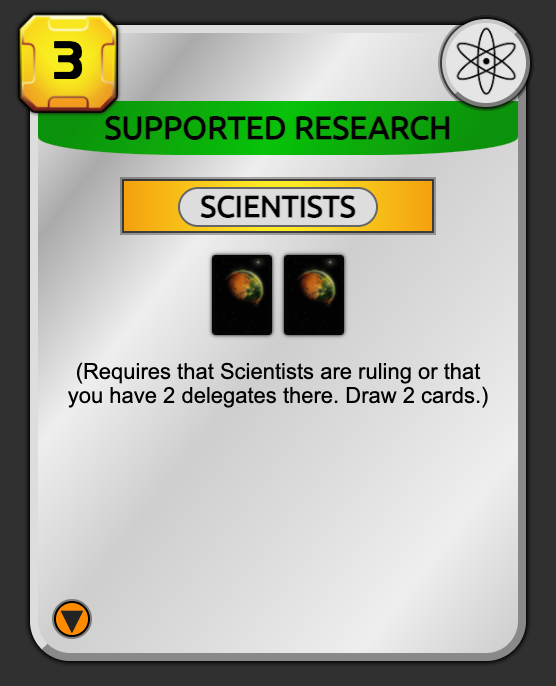 3
SUPPORTED RESEARCH
SCIENTISTS
(Requires that Scientists are ruling or that
you have 2 delegates there. Draw 2 cards.)